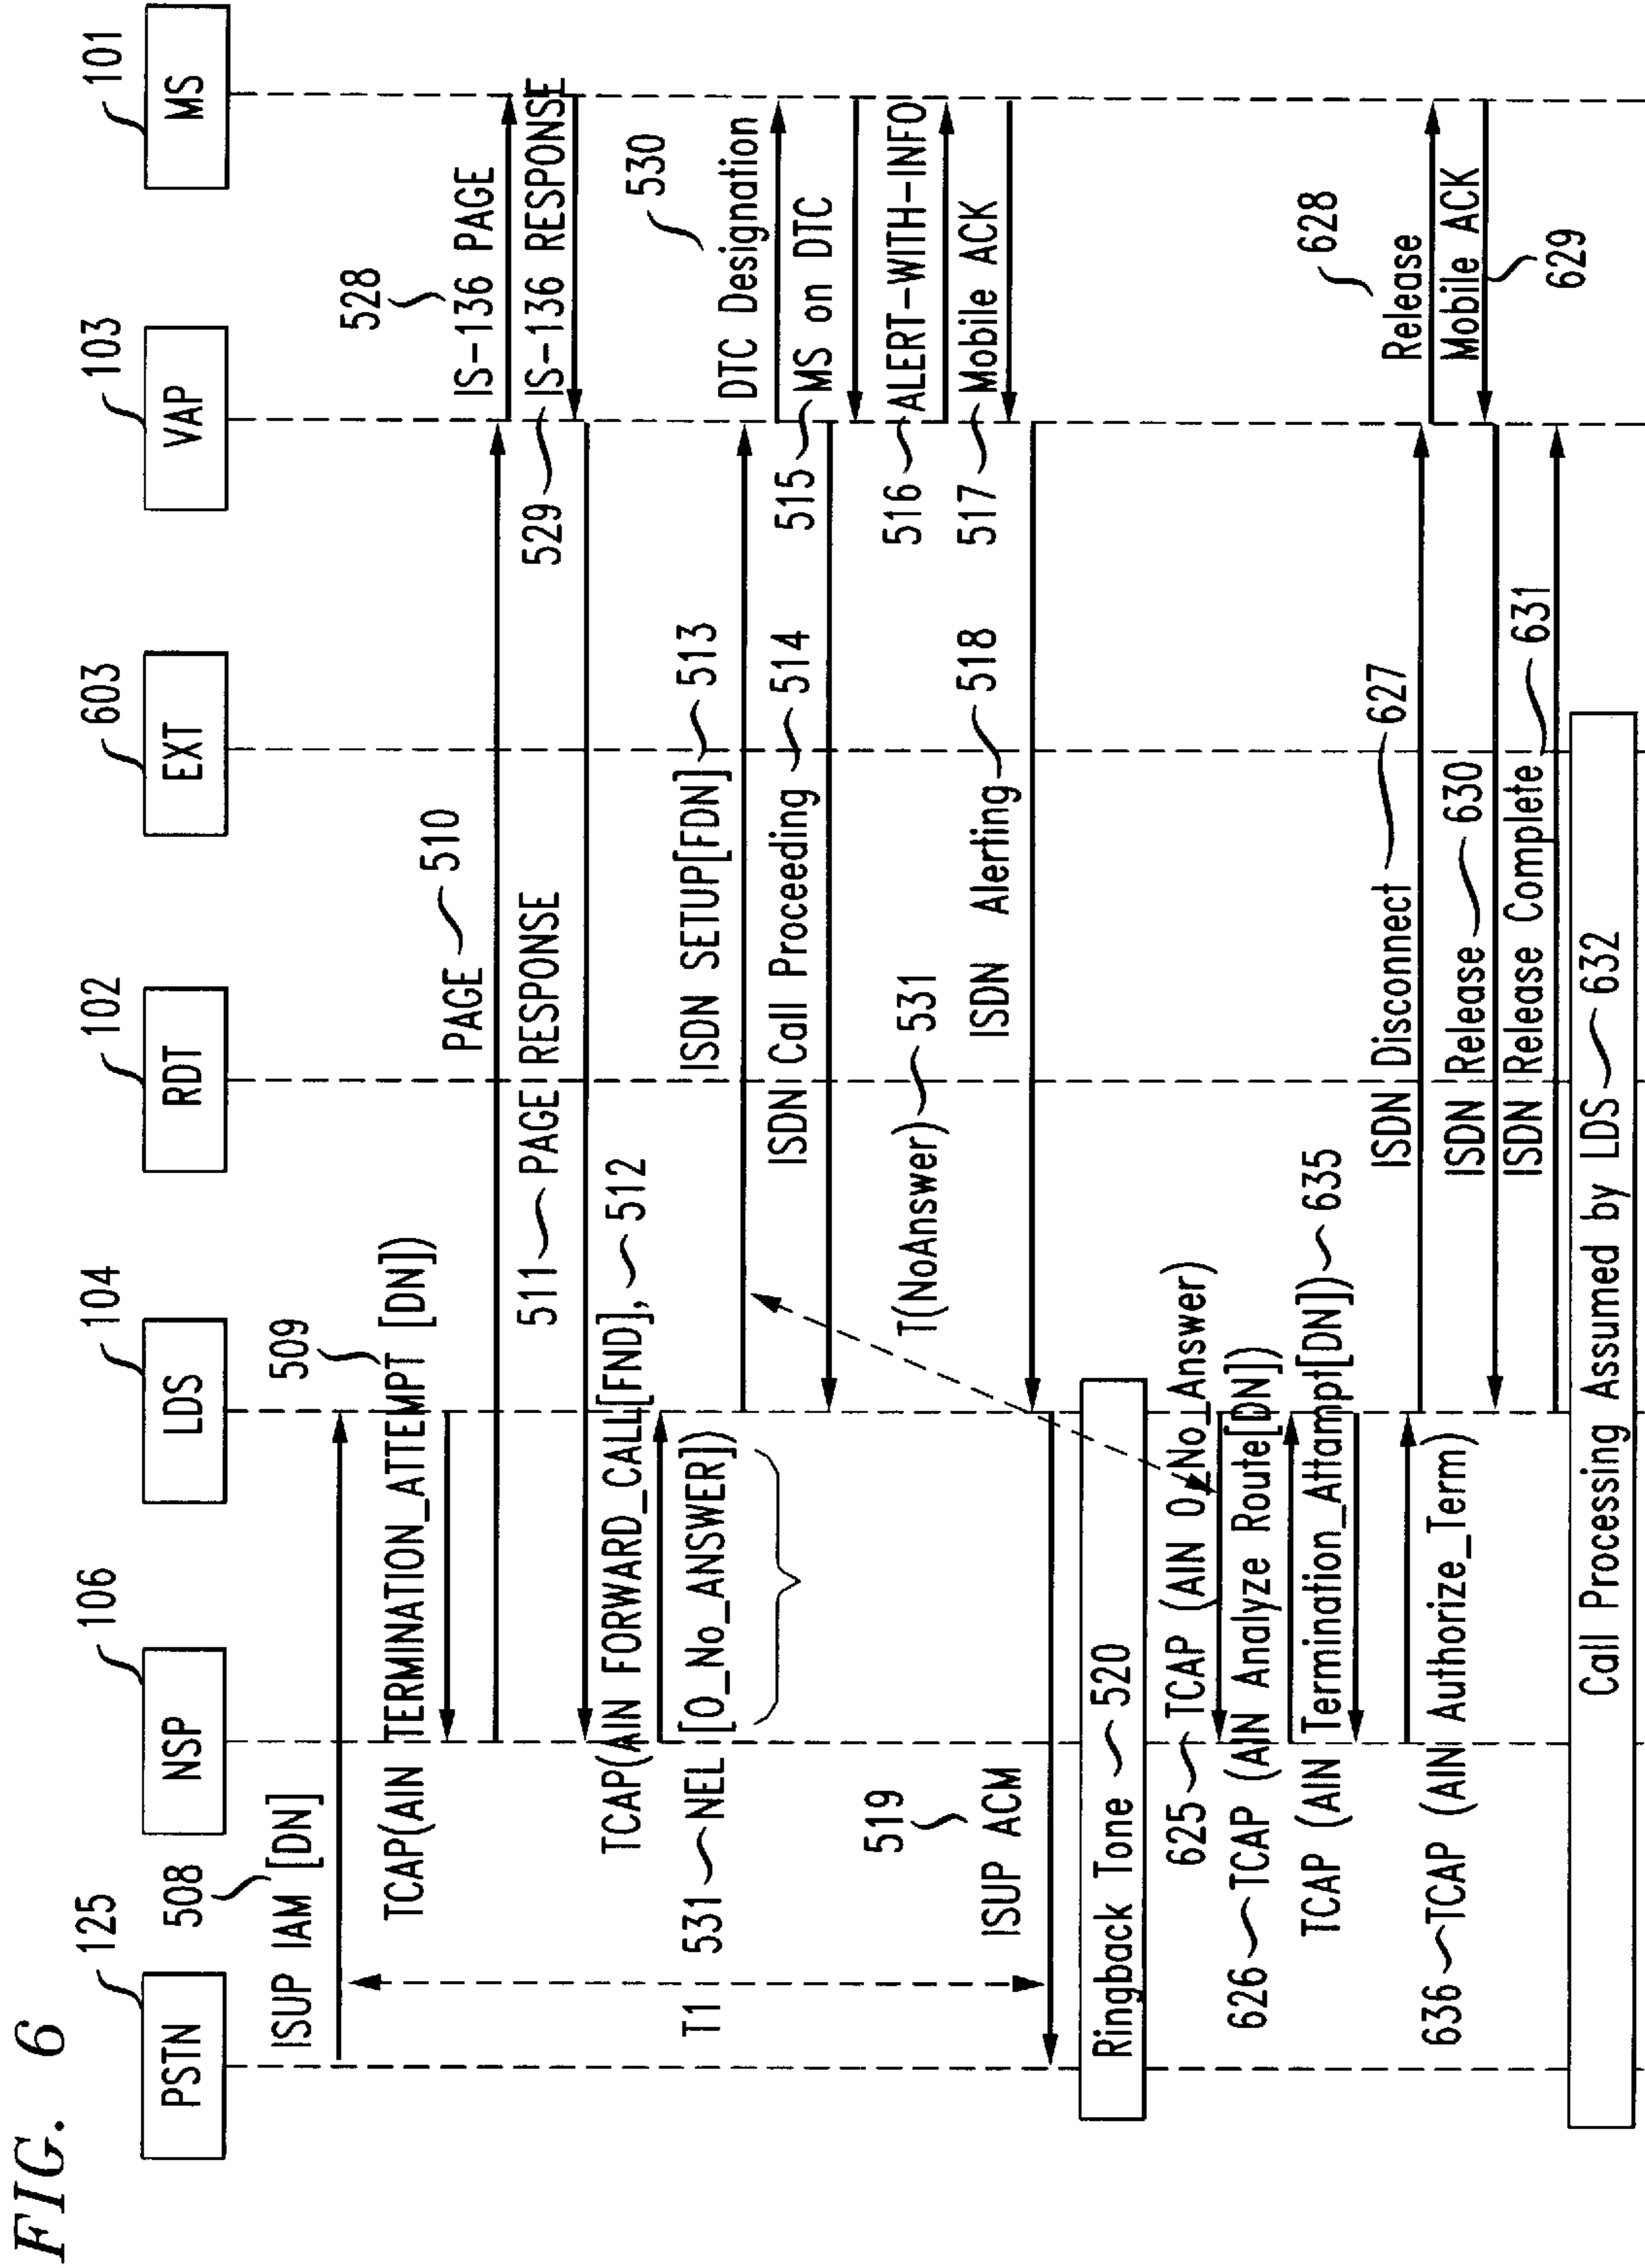 FIG. 6
PSTN
125
NSP
106
LDS
104
RDT
102
EXT
603
VAP
103
MS
101
508
ISUP IAM [DN]
509
TCAP(AIN TERMINATION_ATTEMPT [DN])
PAGE 510
528
IS-136 PAGE
529 IS-136 RESPONSE
511 PAGE RESPONSE
TCAP(AIN FORWARD_CALL[FND], 512
531 NEL [O_No_ANSWER])
ISDN SETUP[FDN] 513
530
DTC Designation
ISDN Call Proceeding 514
515 MS on DTC
516 ALERT-WITH-INFO
517 Mobile ACK
T(NoAnswer) 531
ISDN Alerting 518
T1
519
ISUP ACM
Ringback Tone 520
625 TCAP (AIN O_No_Answer)
626 TCAP (AIN Analyze Route[DN])
TCAP (AIN Termination_Attampt[DN]) 635
636 TCAP (AIN Authorize_Term)
ISDN Disconnect 627
628
Release
Mobile ACK
629
ISDN Release 630
ISDN Release Complete 631
Call Processing Assumed by LDS 632